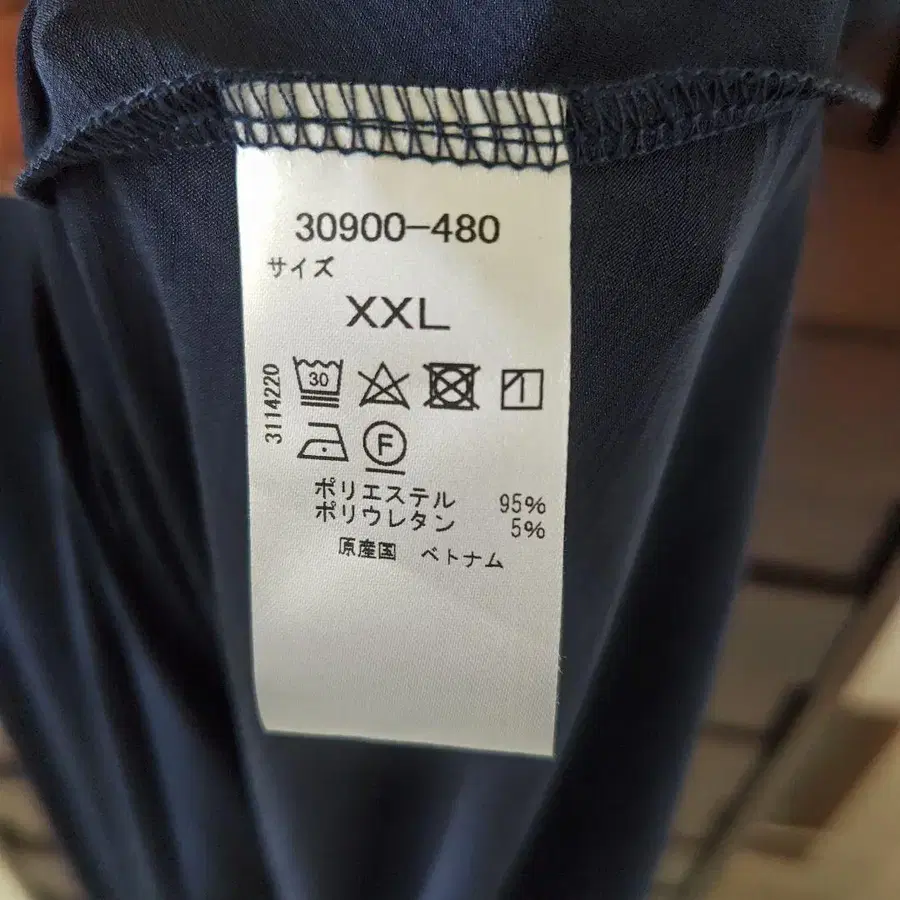 30900-480
サイズ
XXL
3114220
30
F
ポリエステル 95%
ポリウレタン 5%
原産国 ベトナム